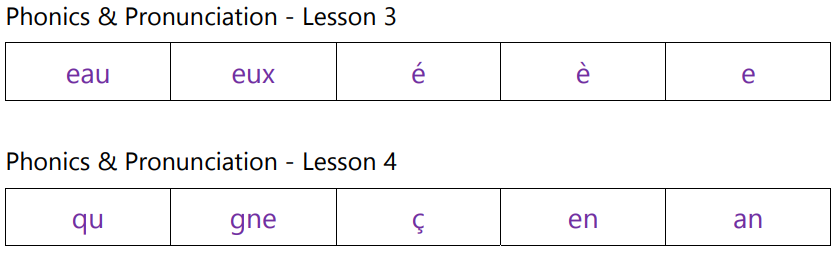 Phonics & Pronunciation - Lesson 3
eau eux é è e
Phonics & Pronunciation - Lesson 4
qu gne ç en an